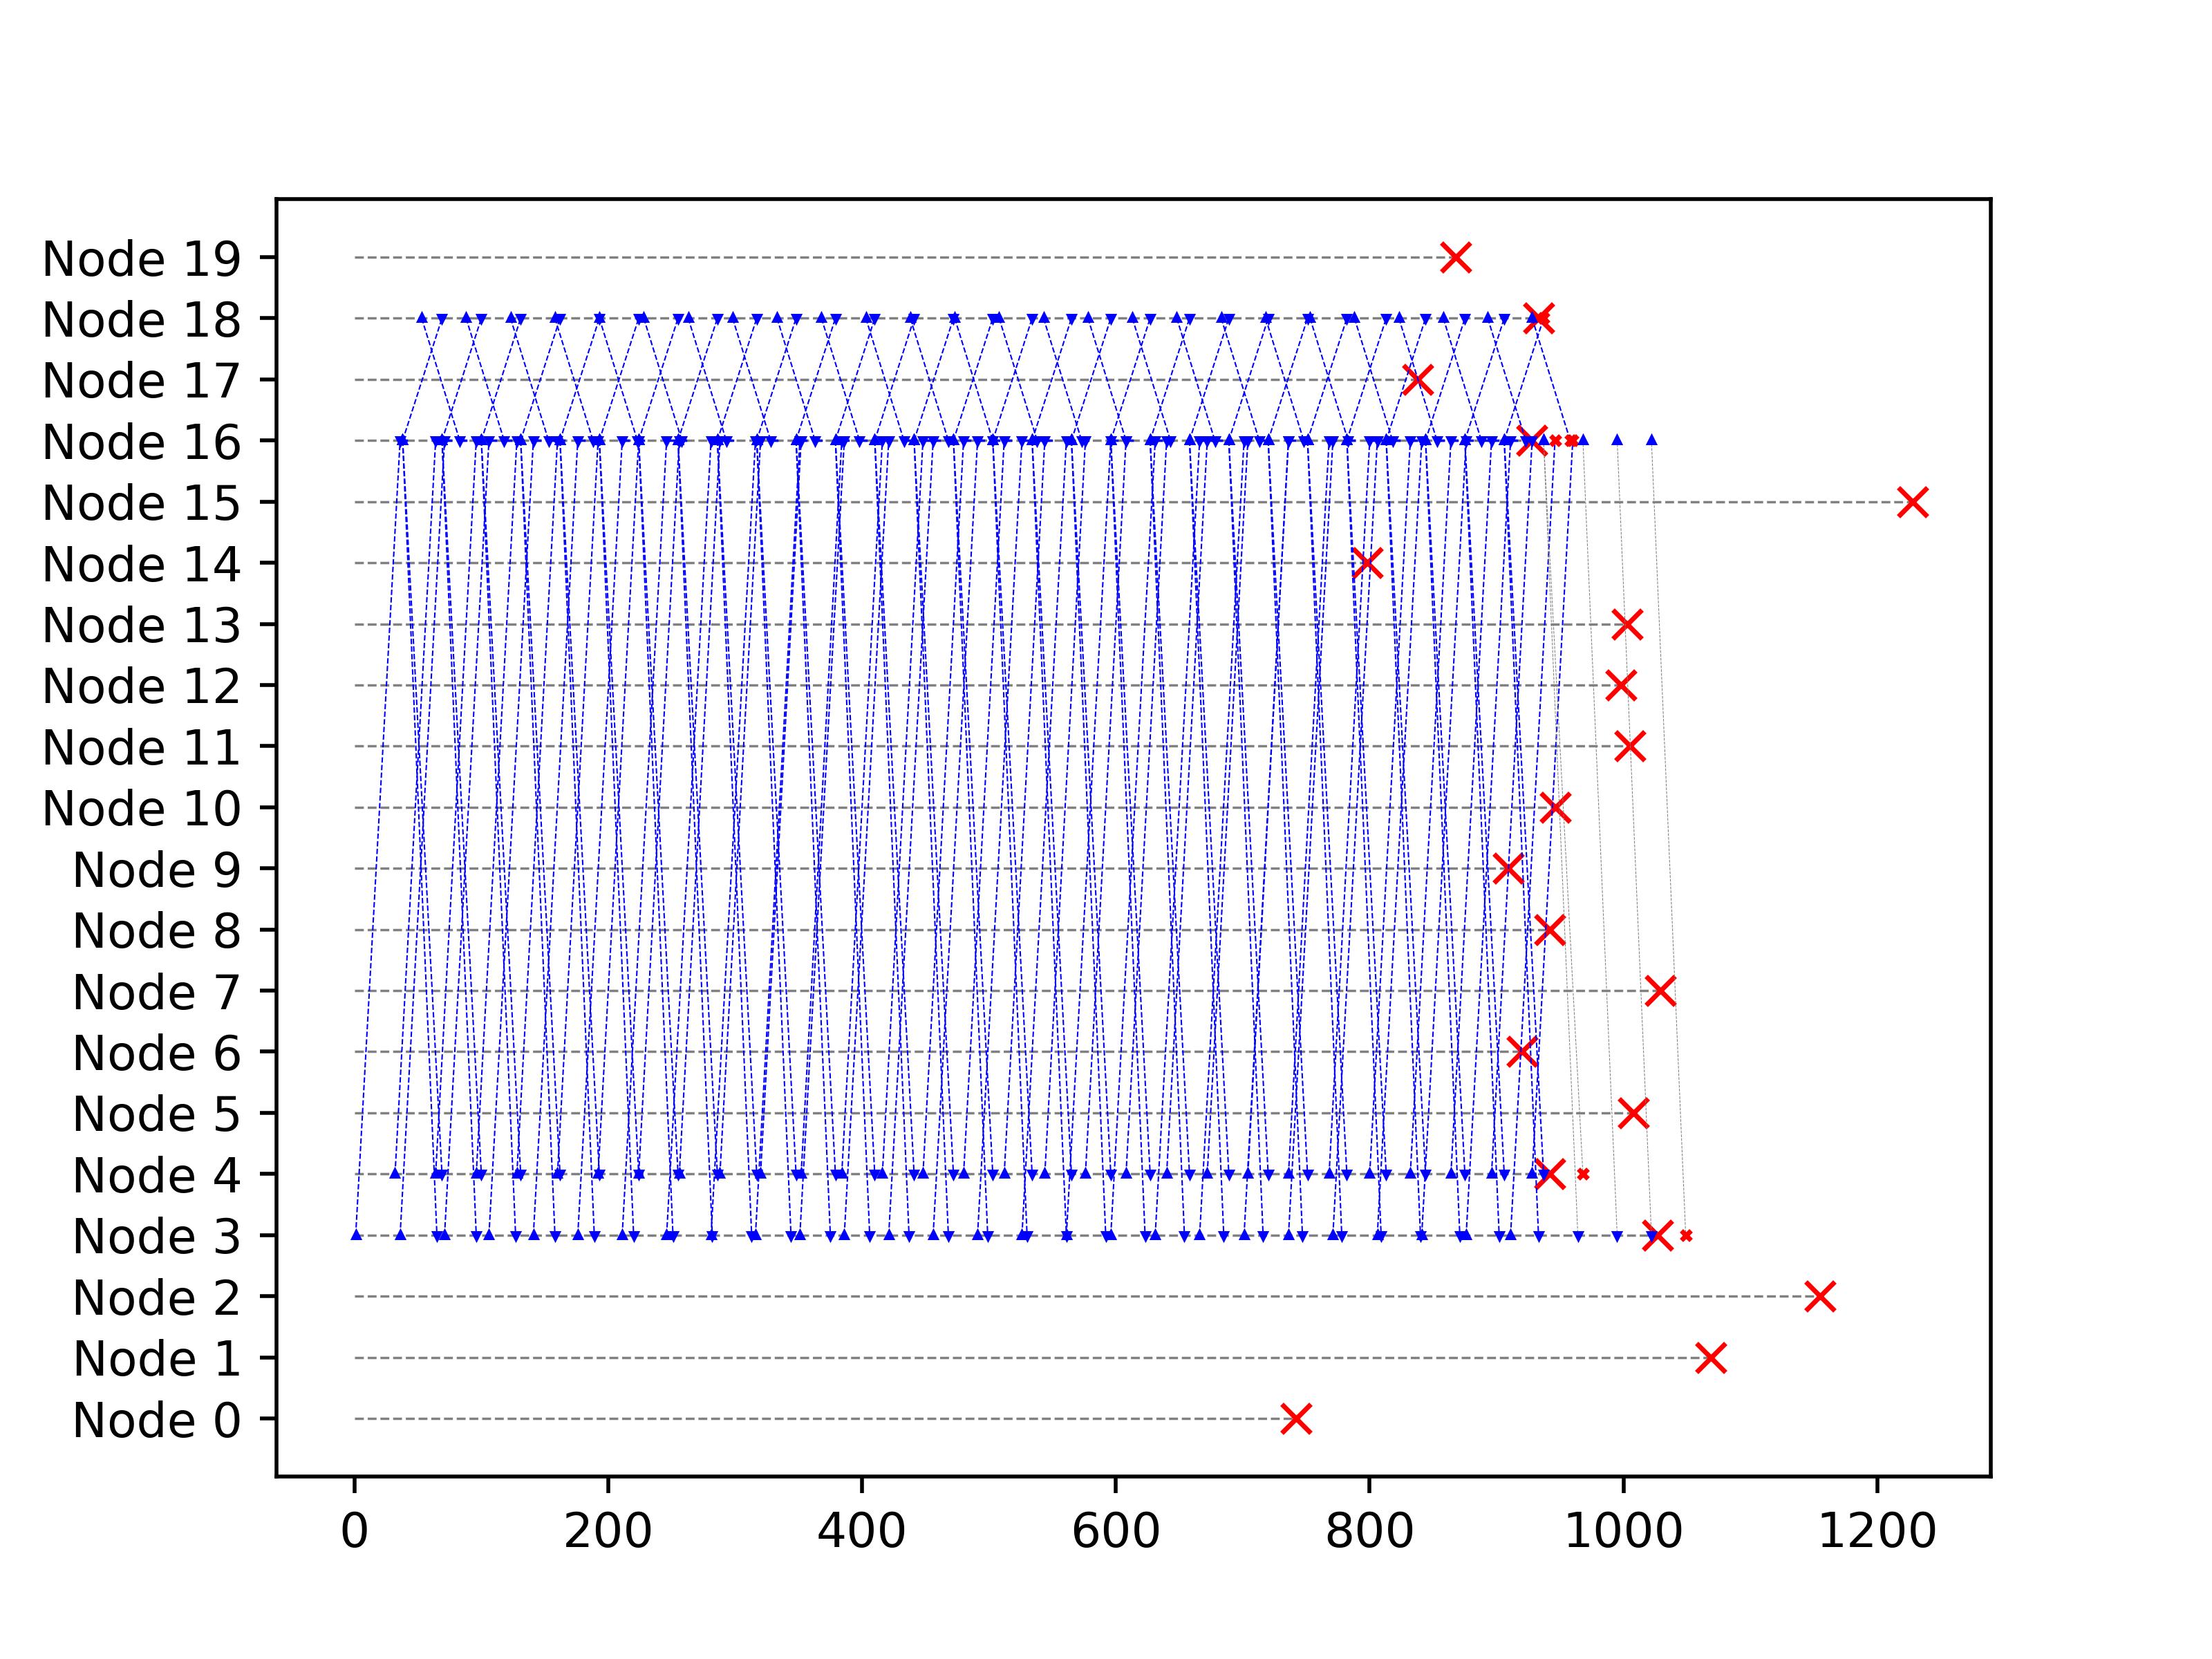 Node 19
Node 18
Node 17
Node 16
Node 15
Node 14
Node 13
Node 12
Node 11
Node 10
Node 9
Node 8
Node 7
Node 6
Node 5
Node 4
Node 3
Node 2
Node 1
Node 0
0 200 400 600 800 1000 1200